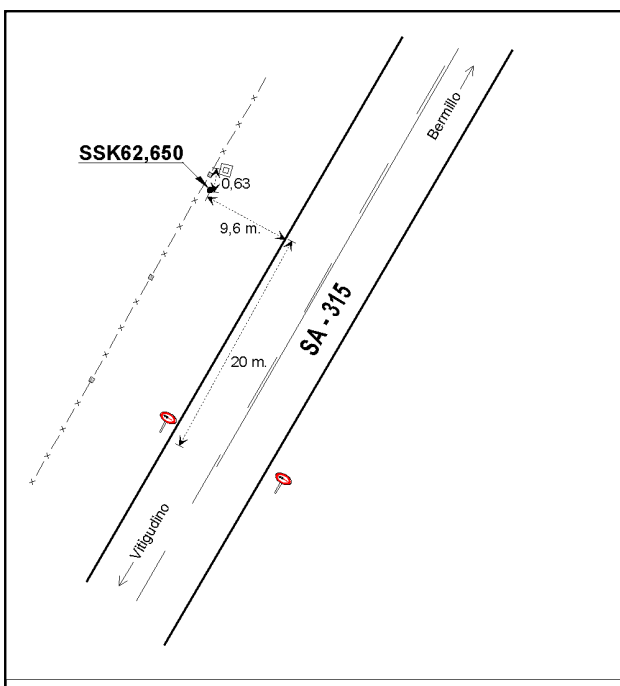 Bermillo
SSK62,650
0,63
9,6 m.
SA - 315
20 m.
Vitigudino